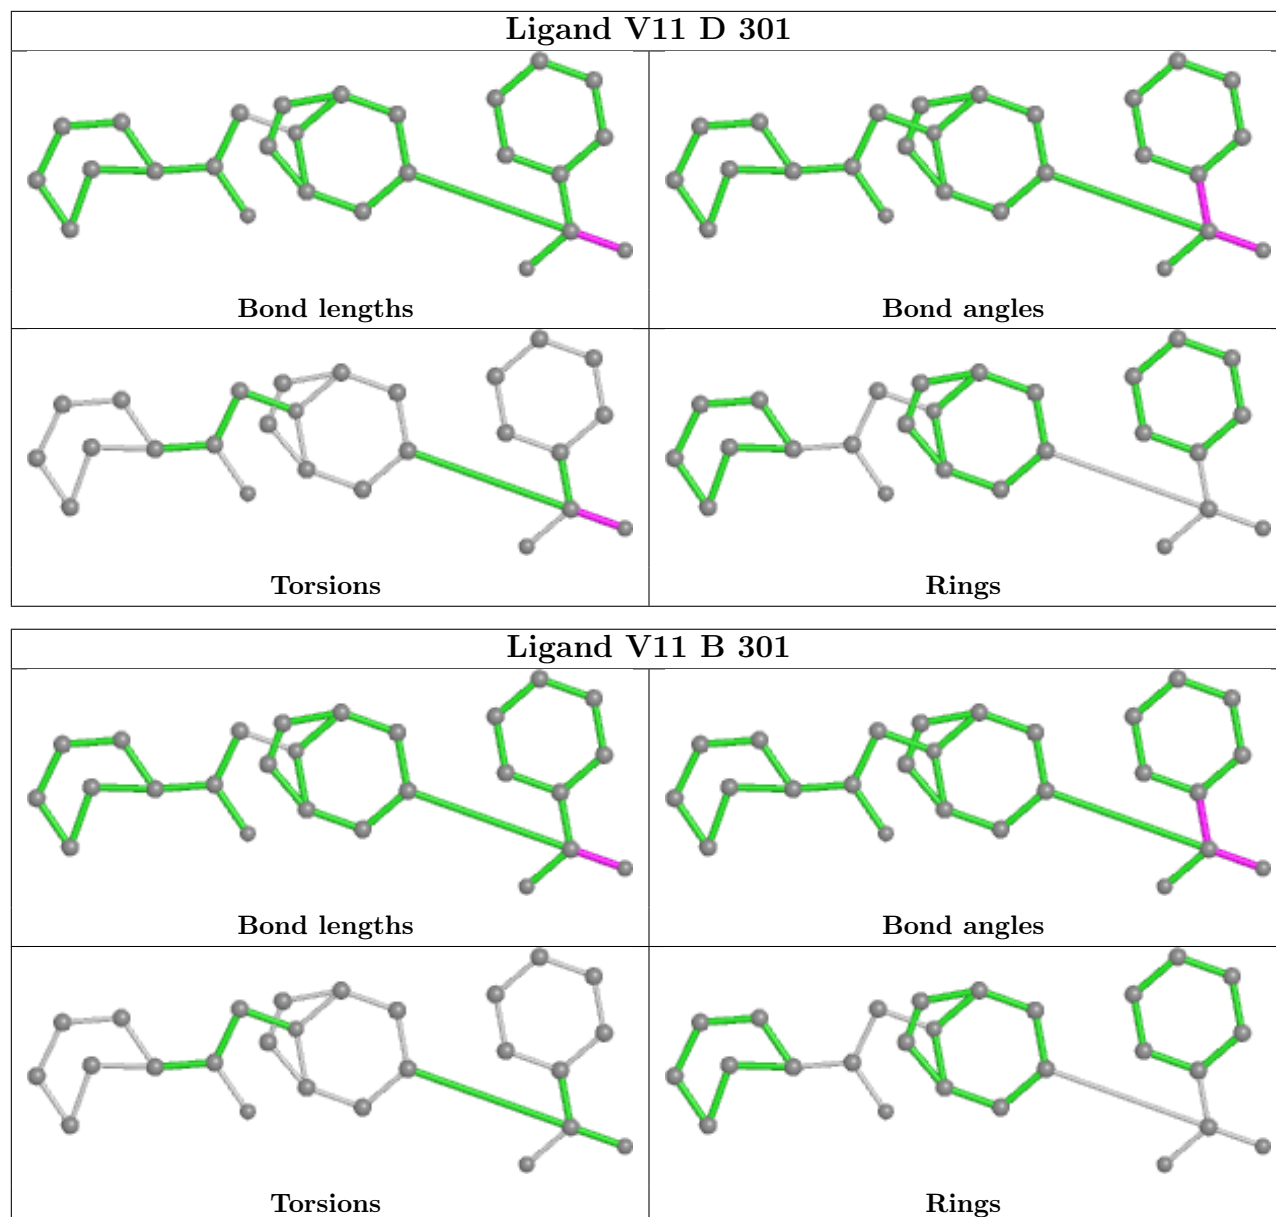 Ligand V11 D 301
Bond lengths
Bond angles
Torsions
Rings
Ligand V11 B 301
Bond lengths
Bond angles
Torsions
Rings